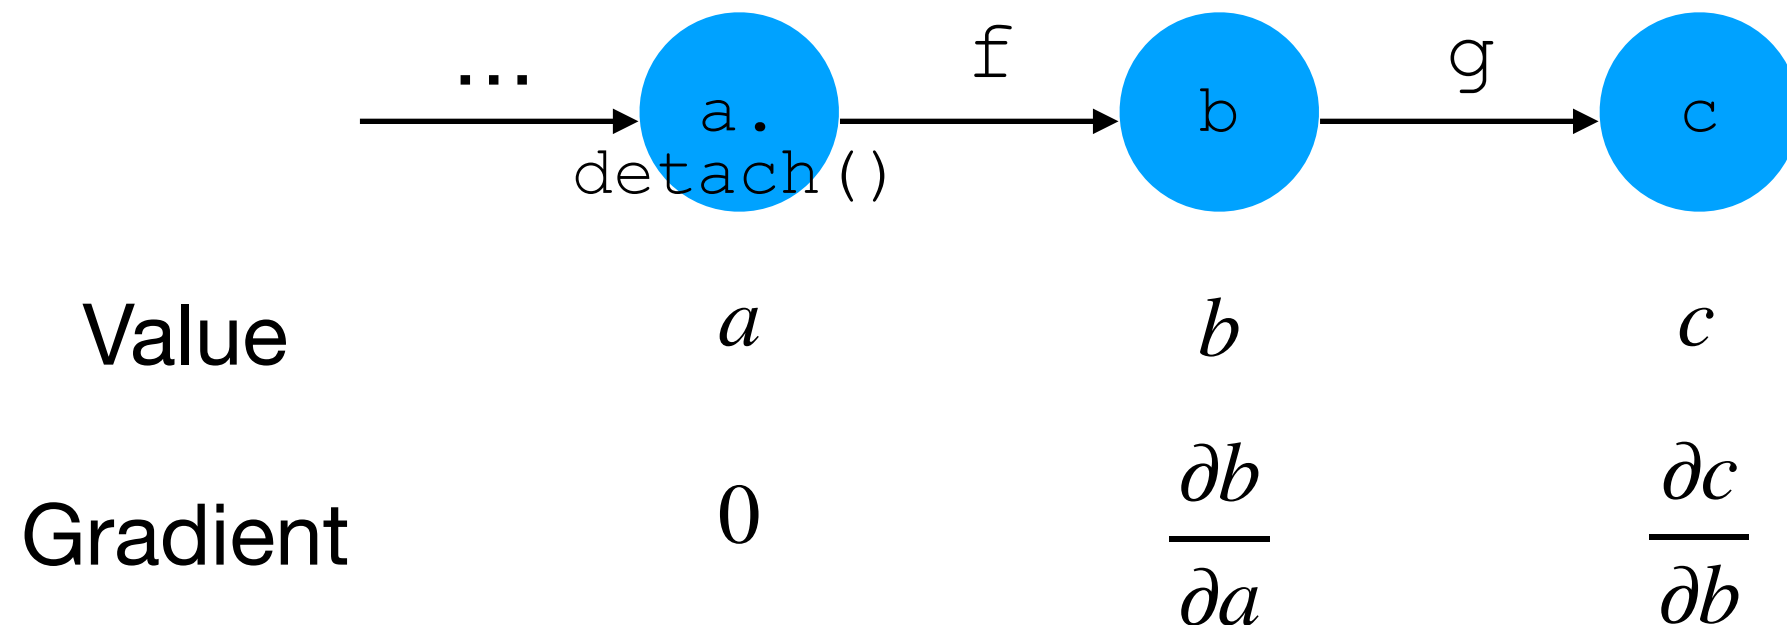 ... f g
a. b c
detach()
Value a b c
Gradient 0 ∂b/∂a ∂c/∂b